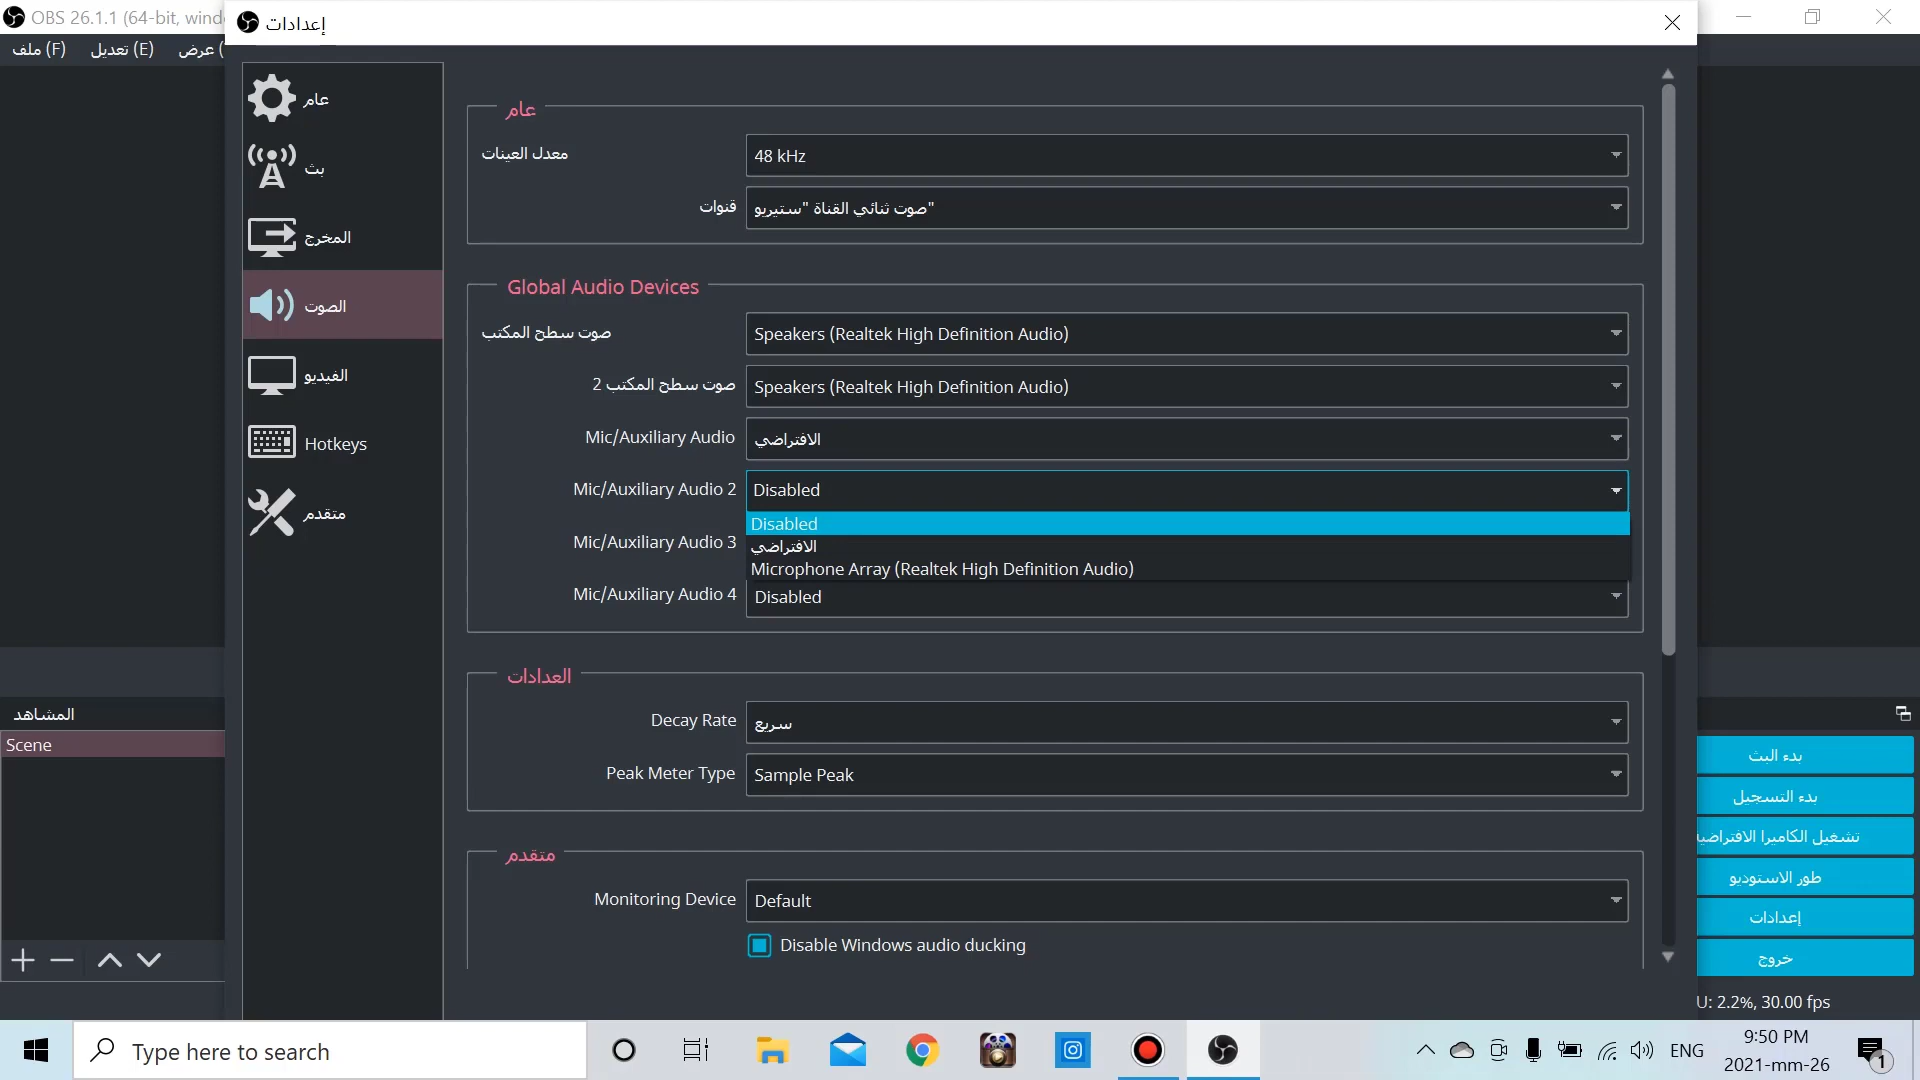 OBS 26.1.1 (64-bit, wind
إعدادات
ملف (F)
تعديل (E)
عرض (
عام
بث
المخرج
الصوت
الفيديو
Hotkeys
متقدم
عام
معدل العينات
48 kHz
قنوات
صوت ثنائي القناة "ستيريو"
Global Audio Devices
صوت سطح المكتب
Speakers (Realtek High Definition Audio)
صوت سطح المكتب 2
Speakers (Realtek High Definition Audio)
Mic/Auxiliary Audio
الافتراضي
Mic/Auxiliary Audio 2
Disabled
Disabled
الافتراضي
Microphone Array (Realtek High Definition Audio)
Mic/Auxiliary Audio 3
Mic/Auxiliary Audio 4
Disabled
العدادات
Decay Rate
سريع
Peak Meter Type
Sample Peak
متقدم
Monitoring Device
Default
Disable Windows audio ducking
المشاهد
Scene
بدء البث
بدء التسجيل
تشغيل الكاميرا الافتراضية
طور الاستوديو
إعدادات
خروج
U: 2.2%, 30.00 fps
Type here to search
ENG
9:50 PM
2021-mm-26
1